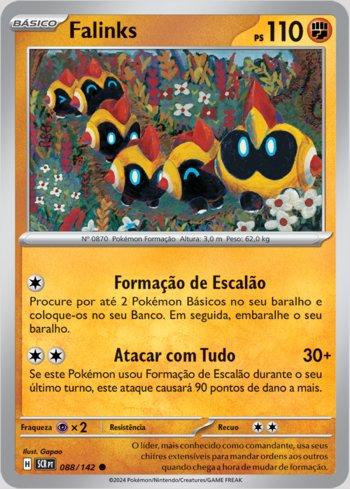 BÁSICO
Falinks
PS 110
Nº 0870 Pokémon Formação Altura: 3,0 m Peso: 62,0 kg
Formação de Escalão
Procure por até 2 Pokémon Básicos no seu baralho e
coloque-os no seu Banco. Em seguida, embaralhe o seu
baralho.
Atacar com Tudo 30+
Se este Pokémon usou Formação de Escalão durante o seu
último turno, este ataque causará 90 pontos de dano a mais.
Fraqueza ×2 Resistência Recuo
Ilust. Gapao
H SCR PT 088/142
O líder, mais conhecido como comandante, usa seus
chifres extensíveis para mandar ordens aos outros
quando chega a hora de mudar de formação.
©2024 Pokémon/Nintendo/Creatures/GAME FREAK